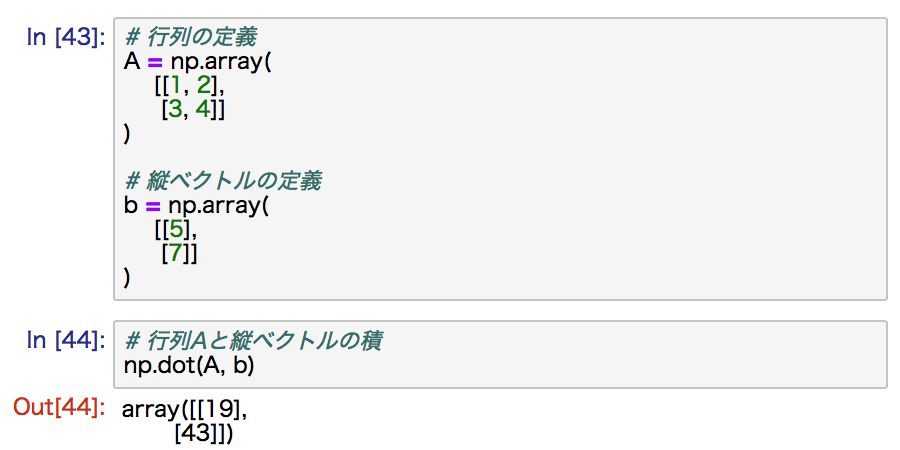 In [43]:
# 行列の定義
A = np.array(
    [[1, 2],
     [3, 4]]
)

# 縦ベクトルの定義
b = np.array(
    [[5],
     [7]]
)
In [44]:
# 行列Aと縦ベクトルの積
np.dot(A, b)
Out[44]:
array([[19],
       [43]])